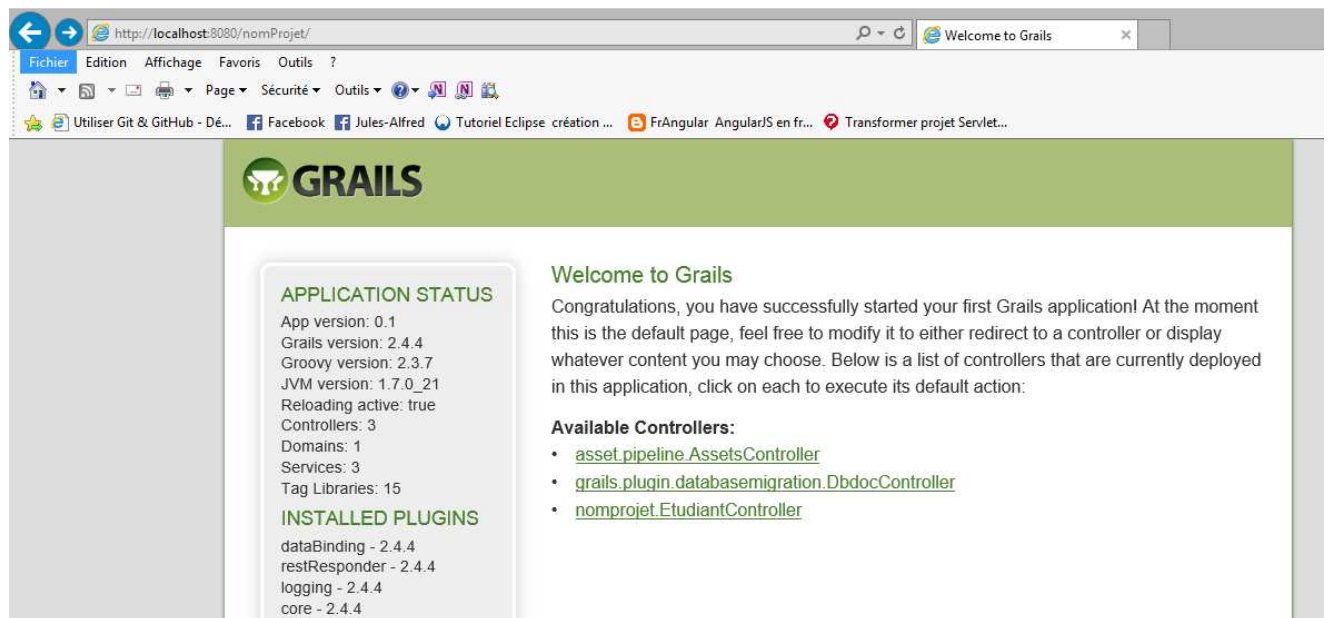 http://localhost:8080/nomProjet/
Welcome to Grails
Fichier Edition Affichage Favoris Outils ?
Page Sécurité Outils
Utiliser Git & GitHub - Dé... Facebook Jules-Alfred Tutoriel Eclipse création ... FrAngular AngularJS en fr... Transformer projet Servlet...
GRAILS
APPLICATION STATUS
App version: 0.1
Grails version: 2.4.4
Groovy version: 2.3.7
JVM version: 1.7.0_21
Reloading active: true
Controllers: 3
Domains: 1
Services: 3
Tag Libraries: 15
INSTALLED PLUGINS
dataBinding - 2.4.4
restResponder - 2.4.4
logging - 2.4.4
core - 2.4.4
Welcome to Grails
Congratulations, you have successfully started your first Grails application! At the moment
this is the default page, feel free to modify it to either redirect to a controller or display
whatever content you may choose. Below is a list of controllers that are currently deployed
in this application, click on each to execute its default action:
Available Controllers:
• asset.pipeline.AssetsController
• grails.plugin.databasemigration.DbdocController
• nomprojet.EtudiantController